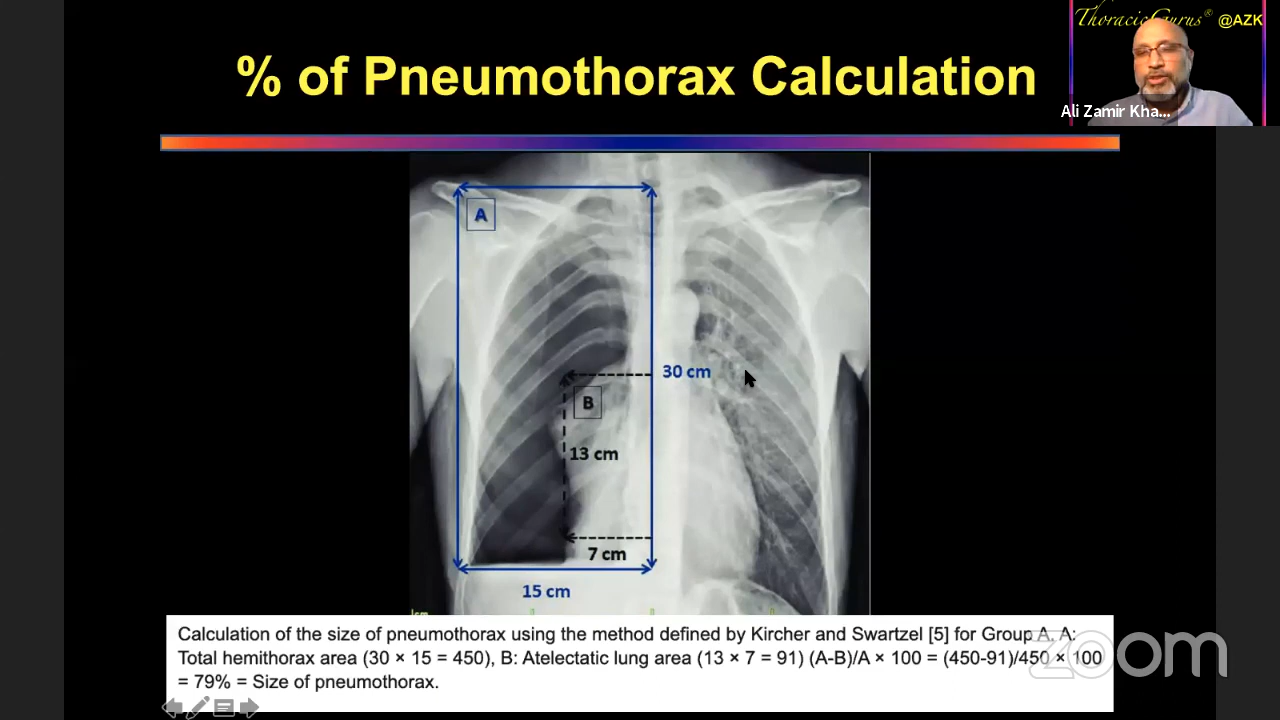 ThoracicGurus® @AZK
% of Pneumothorax Calculation
Ali Zamir Kha...
A
30 cm
B
13 cm
7 cm
15 cm
Calculation of the size of pneumothorax using the method defined by Kircher and Swartzel [5] for Group A, A:
Total hemithorax area (30 × 15 = 450), B: Atelectatic lung area (13 × 7 = 91) (A-B)/A × 100 = (450-91)/450 × 100
= 79% = Size of pneumothorax.
zoom